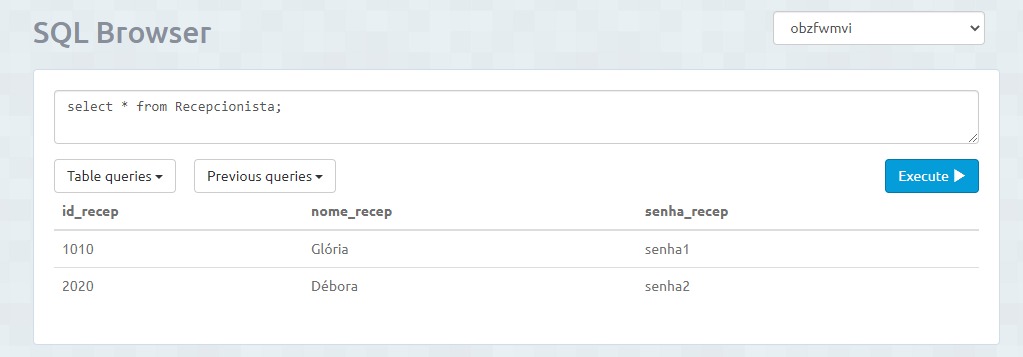 SQL Browser
obzfwmvi
select * from Recepcionista;
Table queries
Previous queries
Execute
id_recep nome_recep senha_recep
1010 Glória senha1
2020 Débora senha2